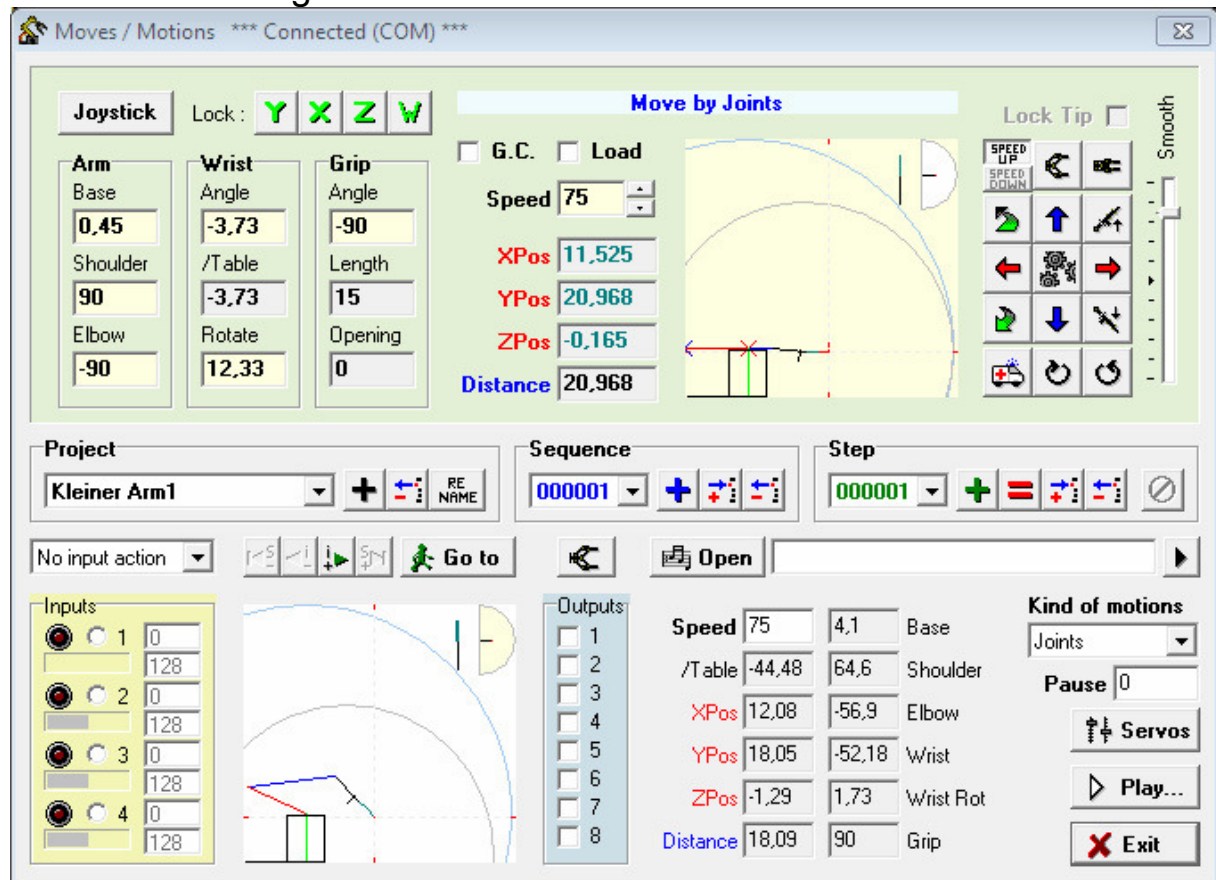 Moves / Motions *** Connected (COM) ***
Joystick Lock : Y X Z W
Move by Joints
Lock Tip
Smooth
Arm
Base
0,45
Shoulder
90
Elbow
-90
Wrist
Angle
-3,73
/Table
-3,73
Rotate
12,33
Grip
Angle
-90
Length
15
Opening
0
G.C. Load
Speed 75
XPos 11,525
YPos 20,968
ZPos -0,165
Distance 20,968
SPEED UP
SPEED DOWN
Project
Kleiner Arm1
RE NAME
Sequence
000001
Step
000001
No input action
Go to
Open
Inputs
1 0
128
2 0
128
3 0
128
4 0
128
Outputs
1
2
3
4
5
6
7
8
Speed 75 4,1 Base
/Table -44,48 64,6 Shoulder
XPos 12,08 -56,9 Elbow
YPos 18,05 -52,18 Wrist
ZPos -1,29 1,73 Wrist Rot
Distance 18,09 90 Grip
Kind of motions
Joints
Pause 0
Servos
Play...
Exit